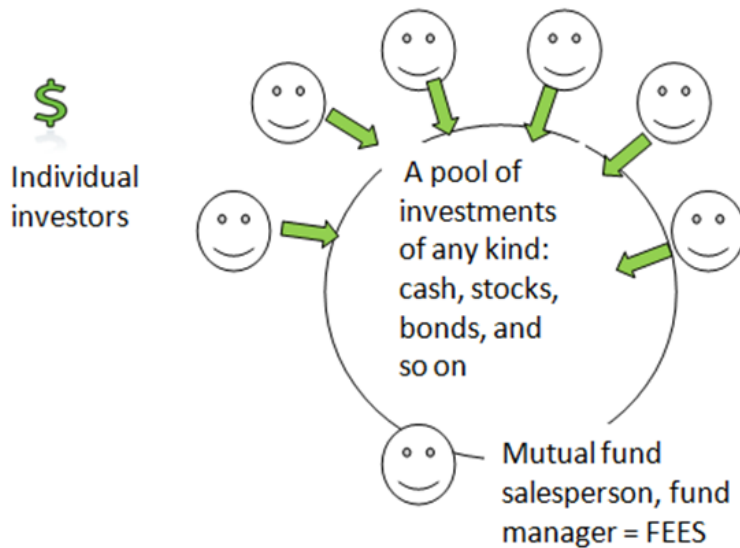 $
Individual
investors
A pool of
investments
of any kind:
cash, stocks,
bonds, and
so on
Mutual fund
salesperson, fund
manager = FEES